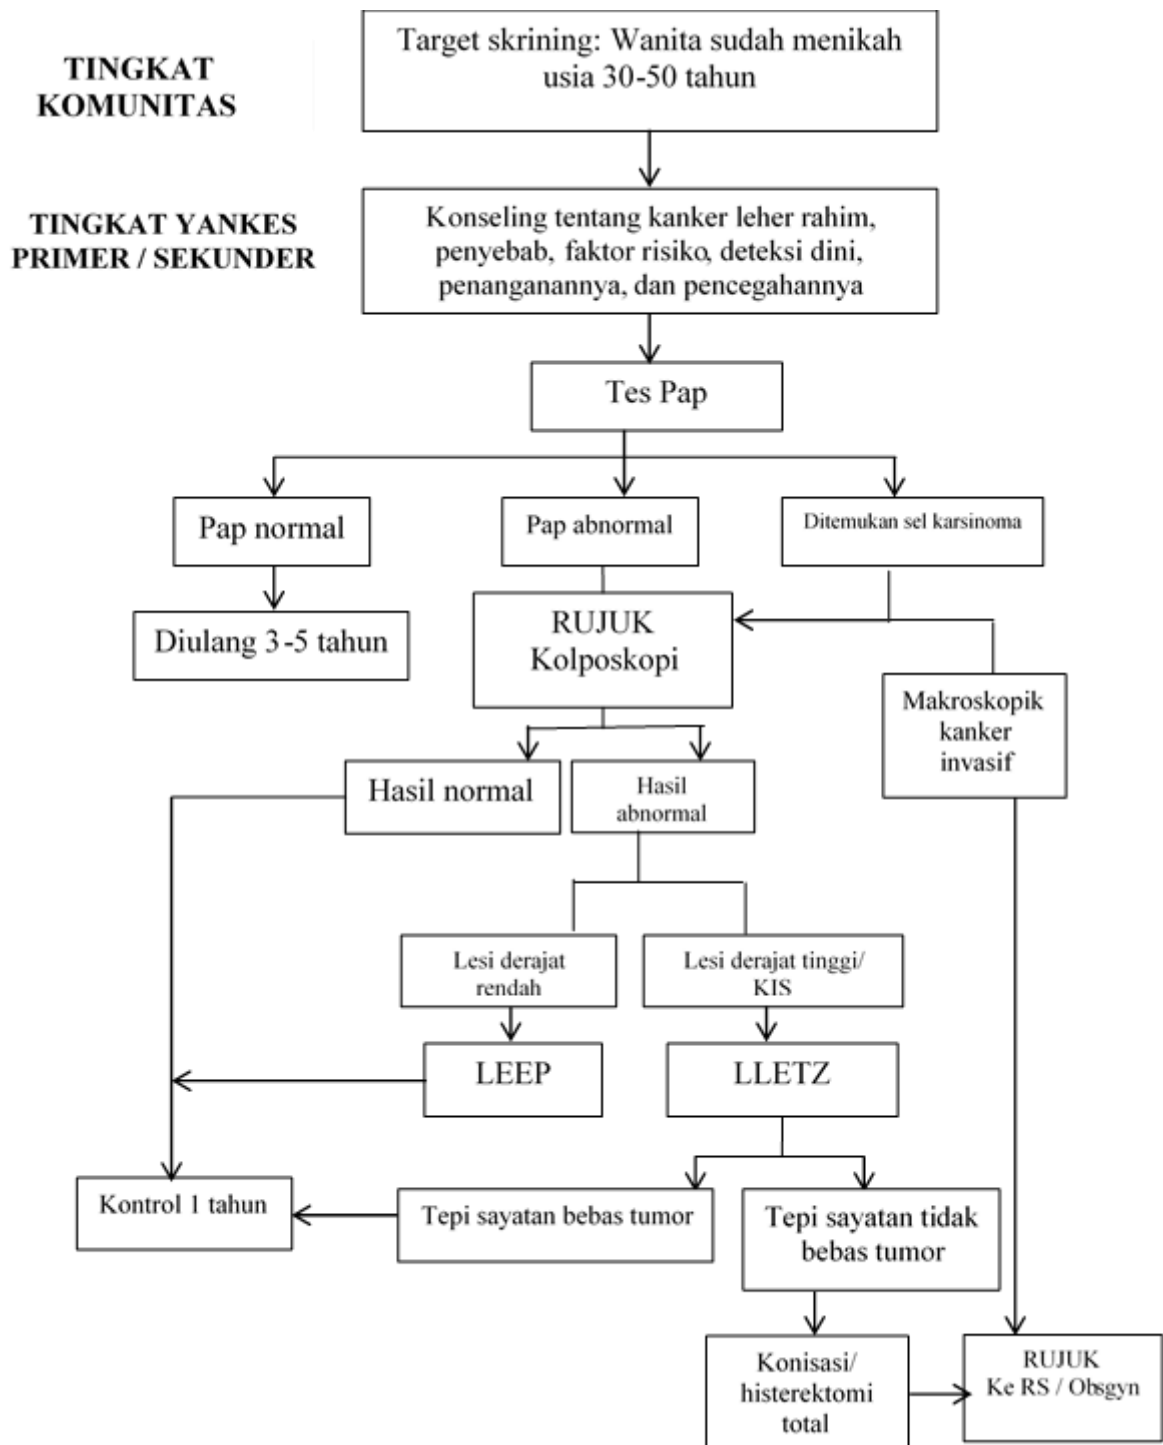 TINGKAT
KOMUNITAS
Target skrining: Wanita sudah menikah
usia 30-50 tahun
TINGKAT YANKES
PRIMER / SEKUNDER
Konseling tentang kanker leher rahim,
penyebab, faktor risiko, deteksi dini,
penanganannya, dan pencegahannya
Tes Pap
Pap normal
Pap abnormal
Ditemukan sel karsinoma
Diulang 3-5 tahun
RUJUK
Kolposkopi
Makroskopik
kanker
invasif
Hasil normal
Hasil
abnormal
Lesi derajat
rendah
Lesi derajat tinggi/
KIS
LEEP
LLETZ
Kontrol 1 tahun
Tepi sayatan bebas tumor
Tepi sayatan tidak
bebas tumor
Konisasi/
histerektomi
total
RUJUK
Ke RS / Obsgyn